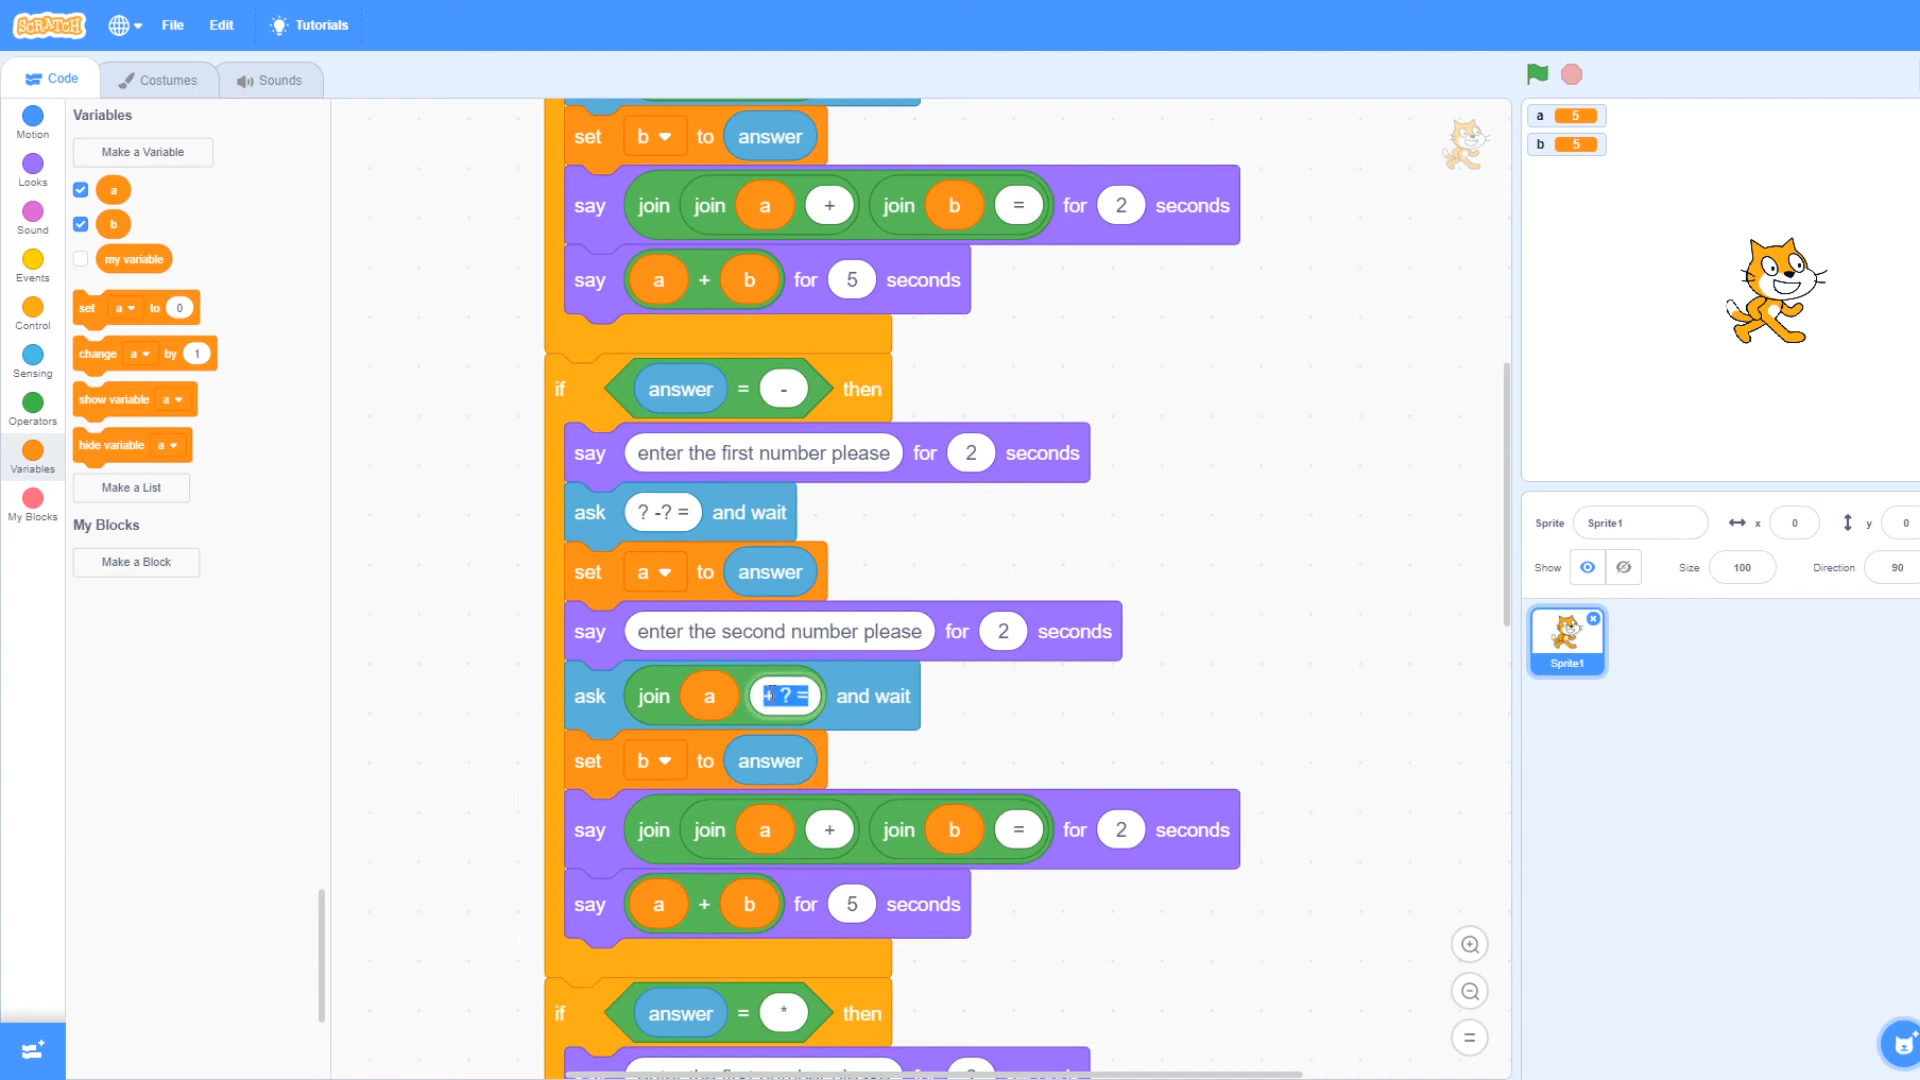 SCRATCH File Edit Tutorials
Code Costumes Sounds
Motion
Looks
Sound
Events
Control
Sensing
Operators
Variables
My Blocks
Variables
Make a Variable
a
b
my variable
set a to 0
change a by 1
show variable a
hide variable a
Make a List
My Blocks
Make a Block
set b to answer
say join join a + join b = for 2 seconds
say a + b for 5 seconds
if answer = - then
say enter the first number please for 2 seconds
ask ? -? = and wait
set a to answer
say enter the second number please for 2 seconds
ask join a + ? = and wait
set b to answer
say join join a + join b = for 2 seconds
say a + b for 5 seconds
if answer = * then
a 5
b 5
Sprite Sprite1 x 0 y 0
Show Size 100 Direction 90
Sprite1